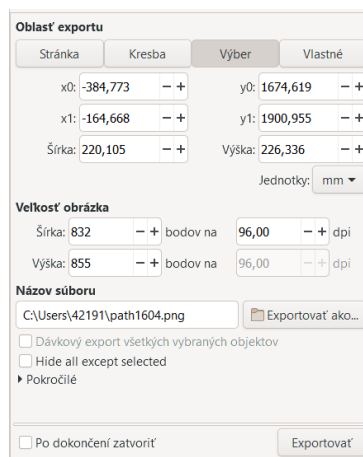 Oblasť exportu
Stránka Kresba Výber Vlastné
x0: -384,773 − + y0: 1674,619 − +
x1: -164,668 − + y1: 1900,955 − +
Šírka: 220,105 − + Výška: 226,336 − +
Jednotky: mm
Veľkosť obrázka
Šírka: 832 − + bodov na 96,00 − + dpi
Výška: 855 − + bodov na 96,00 − + dpi
Názov súboru
C:\Users\42191\path1604.png Exportovať ako...
Dávkový export všetkých vybraných objektov
Hide all except selected
Pokročilé
Po dokončení zatvoriť Exportovať